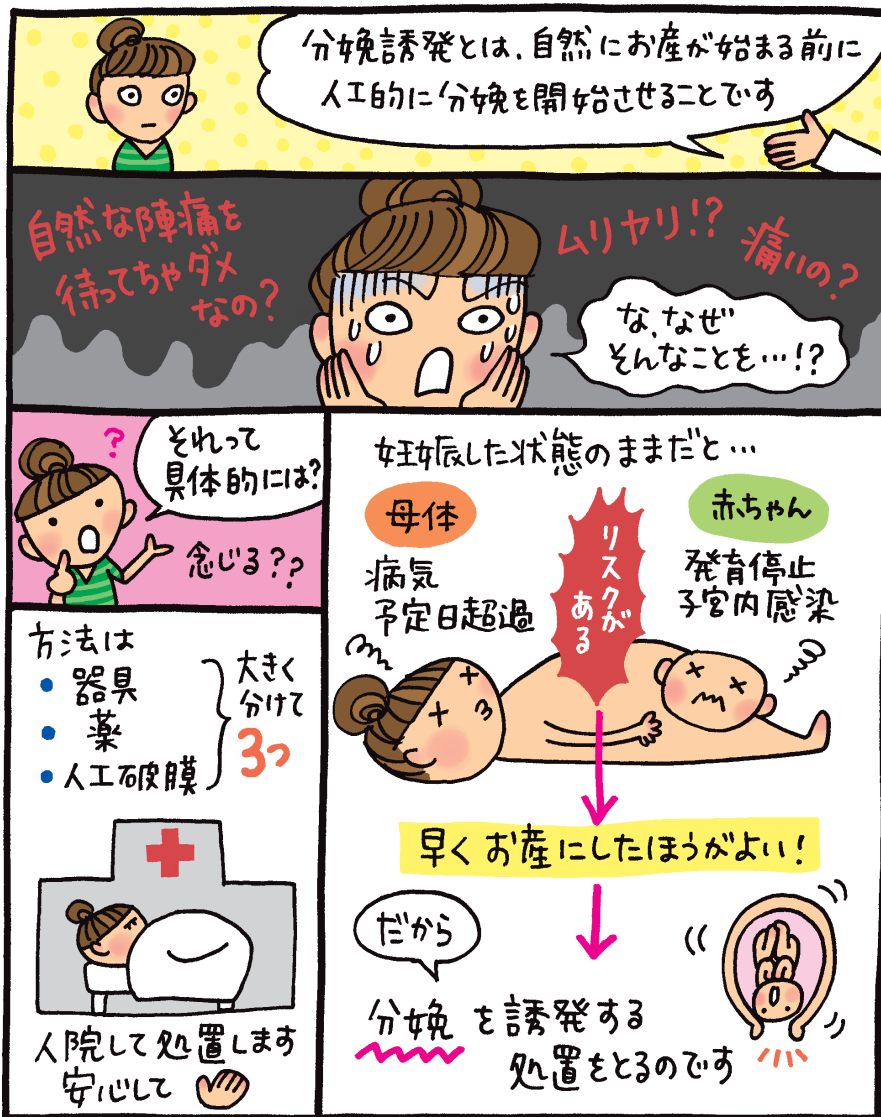 分娩誘発とは、自然にお産が始まる前に
人工的に分娩を開始させることです
自然な陣痛を
待ってちゃダメ
なの？
ムリヤリ!?
痛いの？
な、なぜ
そんなことを…!?
妊娠した状態のままだと…
母体
病気
予定日超過
リスクが
ある
赤ちゃん
発育停止
子宮内感染
早くお産にしたほうがよい！
だから
分娩を誘発する
処置をとるのです
？
それって
具体的には？
念じる？？
方法は
• 器具
• 薬
• 人工破膜
大きく
分けて
3つ
入院して処置します
安心して